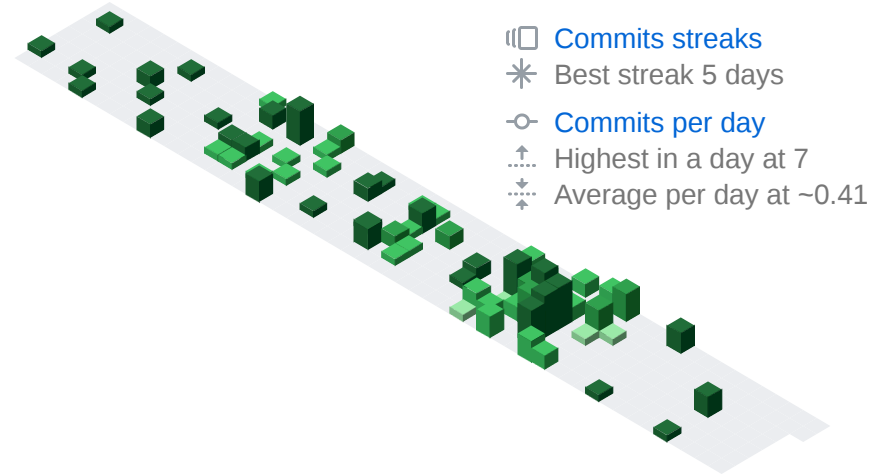 Commits streaks
Best streak 5 days
Commits per day
Highest in a day at 7
Average per day at ~0.41